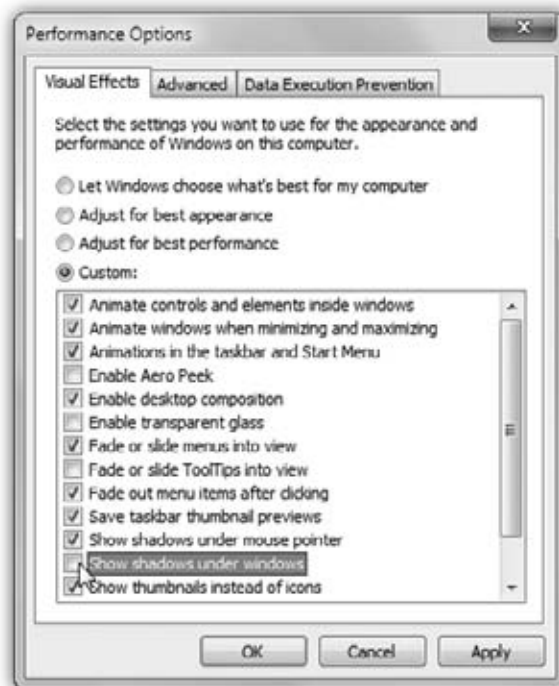 Performance Options
Visual Effects Advanced Data Execution Prevention
Select the settings you want to use for the appearance and
performance of Windows on this computer.
Let Windows choose what's best for my computer
Adjust for best appearance
Adjust for best performance
Custom:
Animate controls and elements inside windows
Animate windows when minimizing and maximizing
Animations in the taskbar and Start Menu
Enable Aero Peek
Enable desktop composition
Enable transparent glass
Fade or slide menus into view
Fade or slide ToolTips into view
Fade out menu items after clicking
Save taskbar thumbnail previews
Show shadows under mouse pointer
Show shadows under windows
Show thumbnails instead of icons
OK Cancel Apply